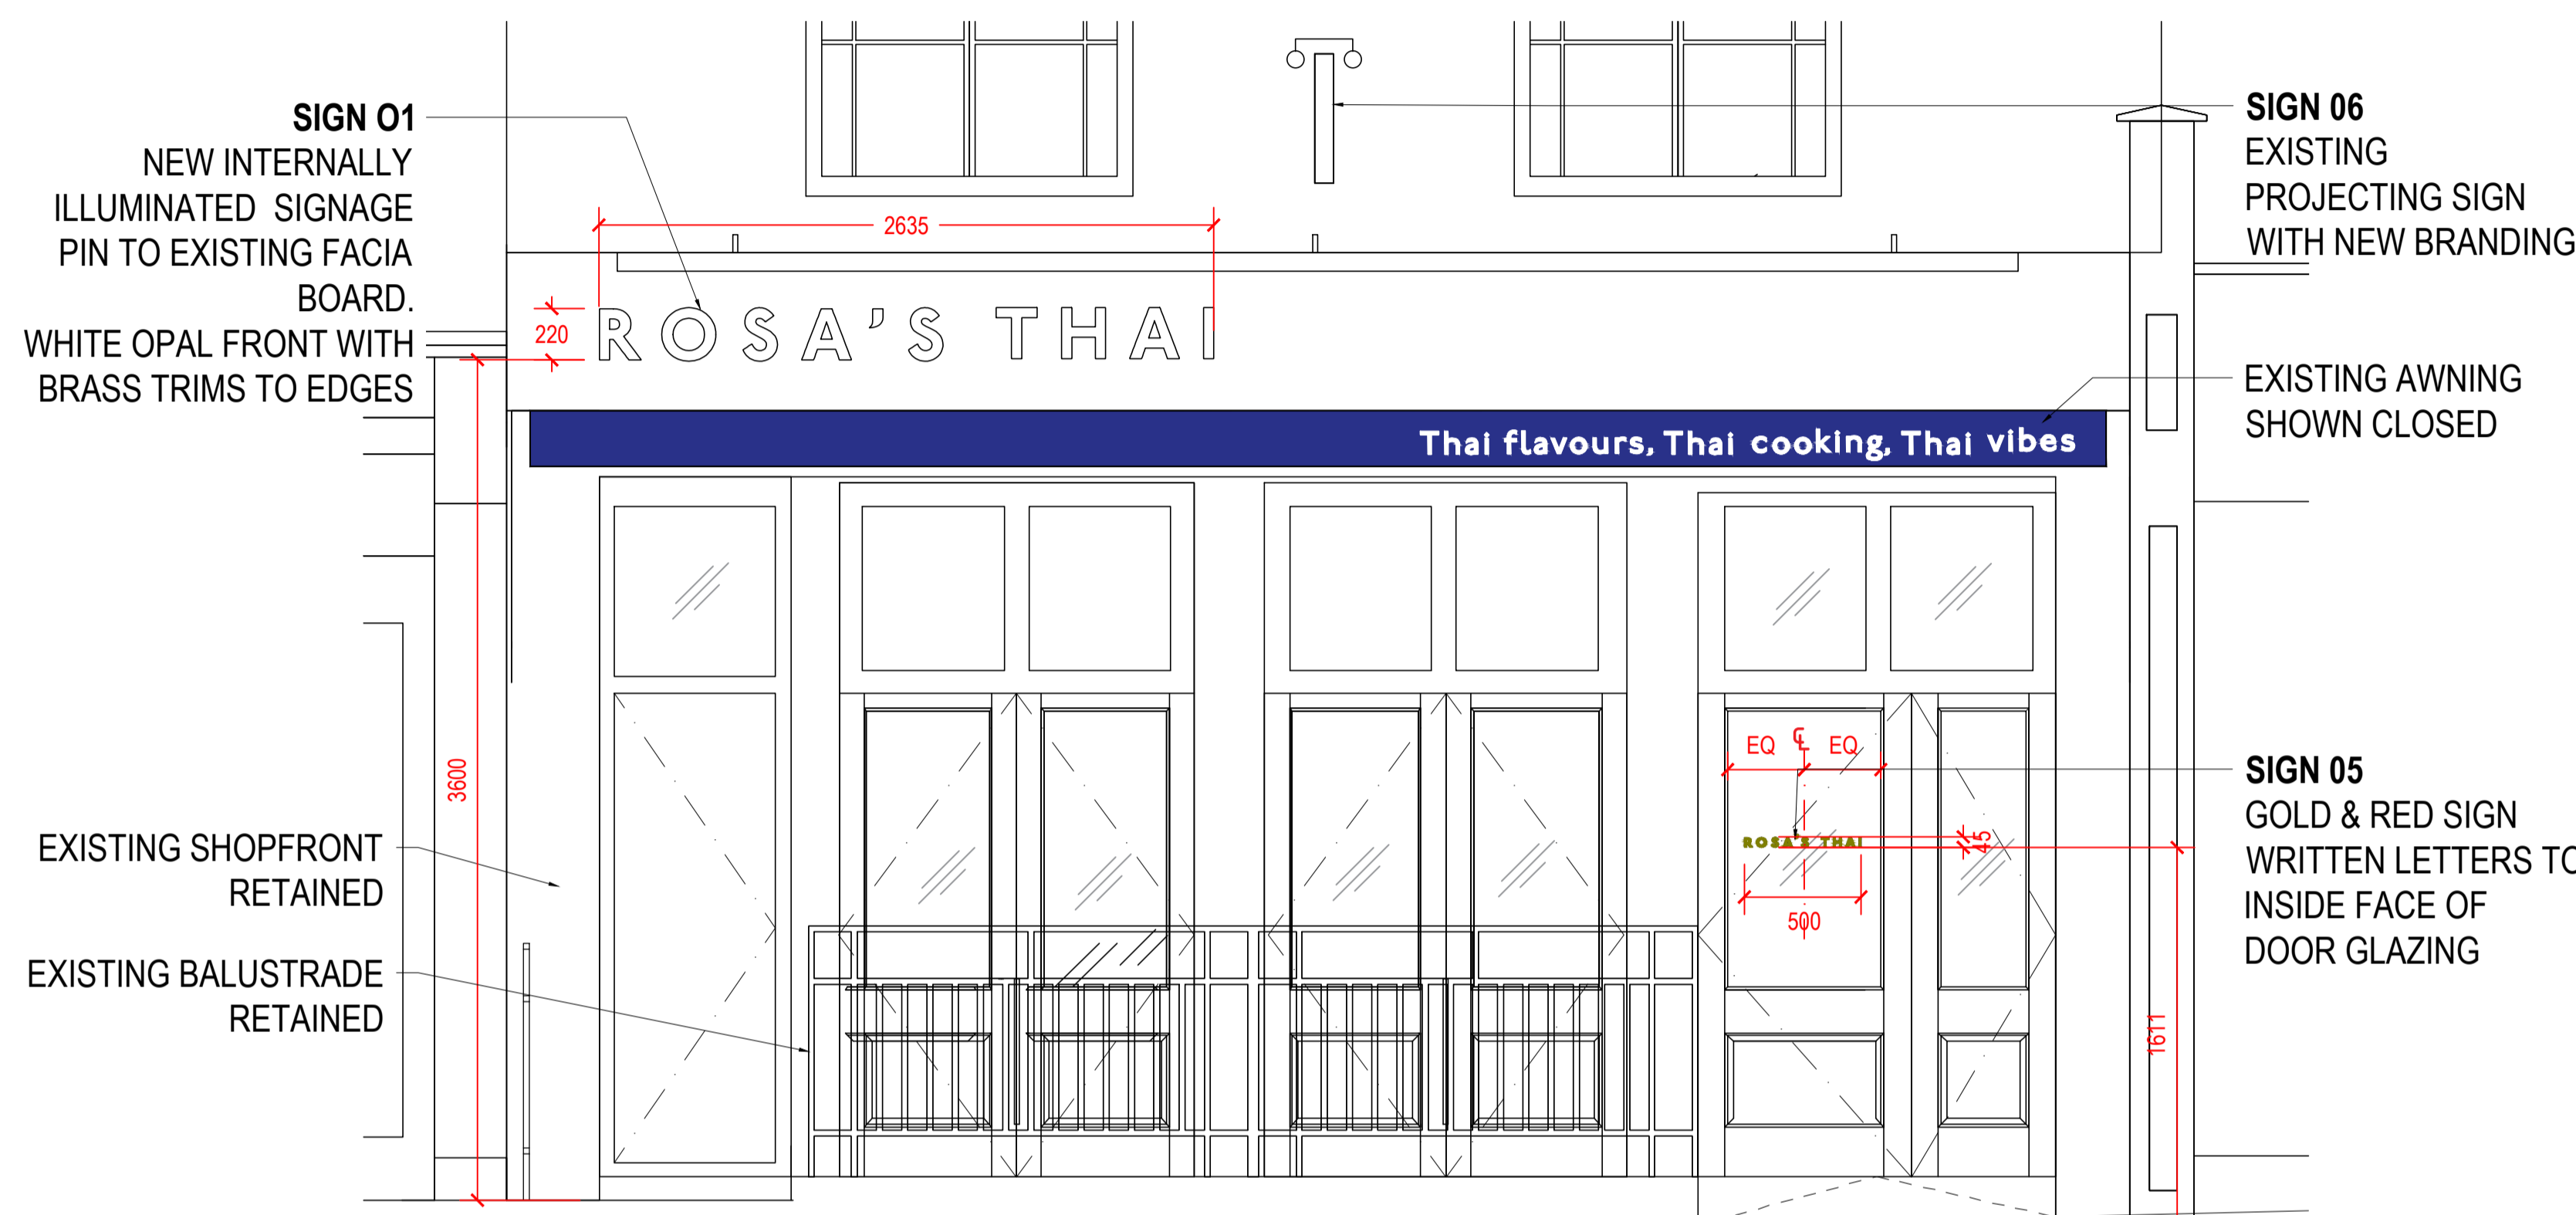 SIGN O1
NEW INTERNALLY
ILLUMINATED SIGNAGE
PIN TO EXISTING FACIA
BOARD.
WHITE OPAL FRONT WITH
BRASS TRIMS TO EDGES
SIGN 06
EXISTING
PROJECTING SIGN
WITH NEW BRANDING
2635
220
ROSA'S THAI
EXISTING AWNING
SHOWN CLOSED
Thai flavours, Thai cooking, Thai vibes
3600
EXISTING SHOPFRONT
RETAINED
EXISTING BALUSTRADE
RETAINED
EQ ℄ EQ
ROSA'S THAI
45
500
SIGN 05
GOLD & RED SIGN
WRITTEN LETTERS TO
INSIDE FACE OF
DOOR GLAZING
1611